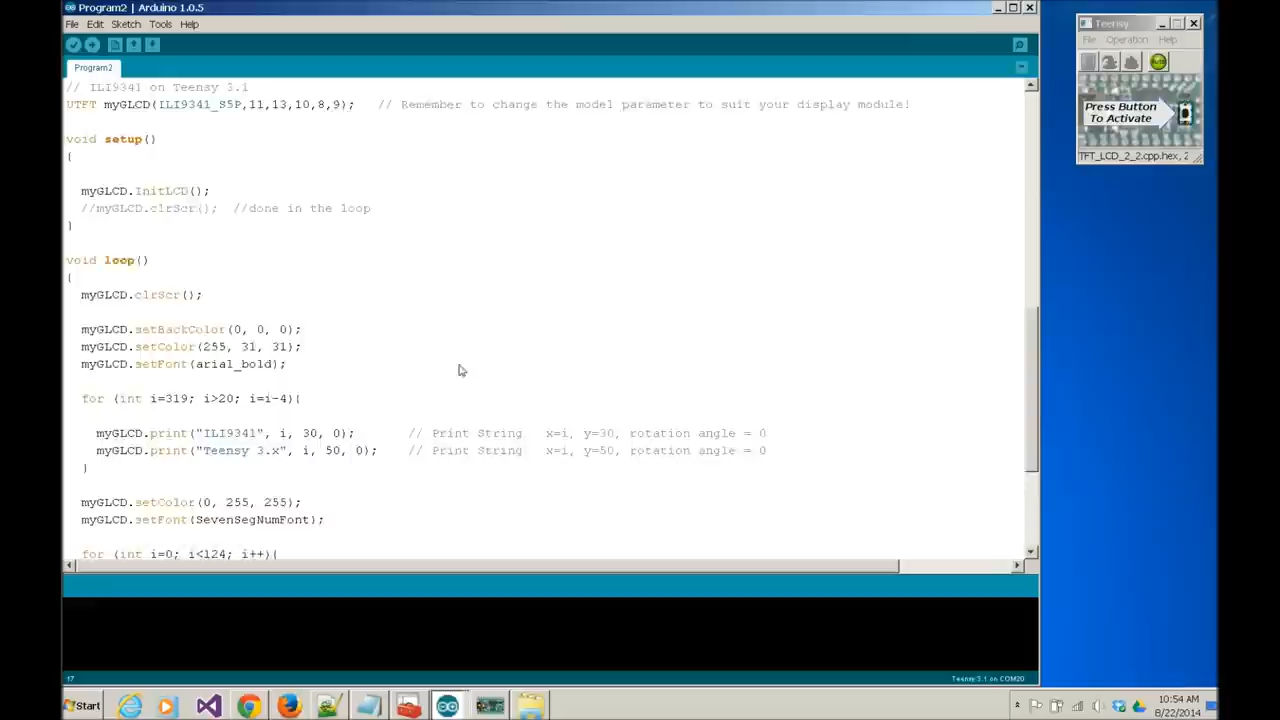 Program2 | Arduino 1.0.5
File Edit Sketch Tools Help
Program2
// ILI9341 on Teensy 3.1
UTFT myGLCD(ILI9341_S5P,11,13,10,8,9);   // Remember to change the model parameter to suit your display module!
void setup()
{
myGLCD.InitLCD();
//myGLCD.clrScr();  //done in the loop
}
void loop()
{
myGLCD.clrScr();
myGLCD.setBackColor(0, 0, 0);
myGLCD.setColor(255, 31, 31);
myGLCD.setFont(arial_bold);
for (int i=319; i>20; i=i-4){
myGLCD.print("ILI9341", i, 30, 0);       // Print String   x=i, y=30, rotation angle = 0
myGLCD.print("Teensy 3.x", i, 50, 0);    // Print String   x=i, y=50, rotation angle = 0
}
myGLCD.setColor(0, 255, 255);
myGLCD.setFont(SevenSegNumFont);
for (int i=0; i<124; i++){
17
Teensy 3.1 on COM20
Teensy
File Operation Help
Auto
Press Button
To Activate
TFT_LCD_2_2.cpp.hex, 2
Start
10:54 AM
8/22/2014